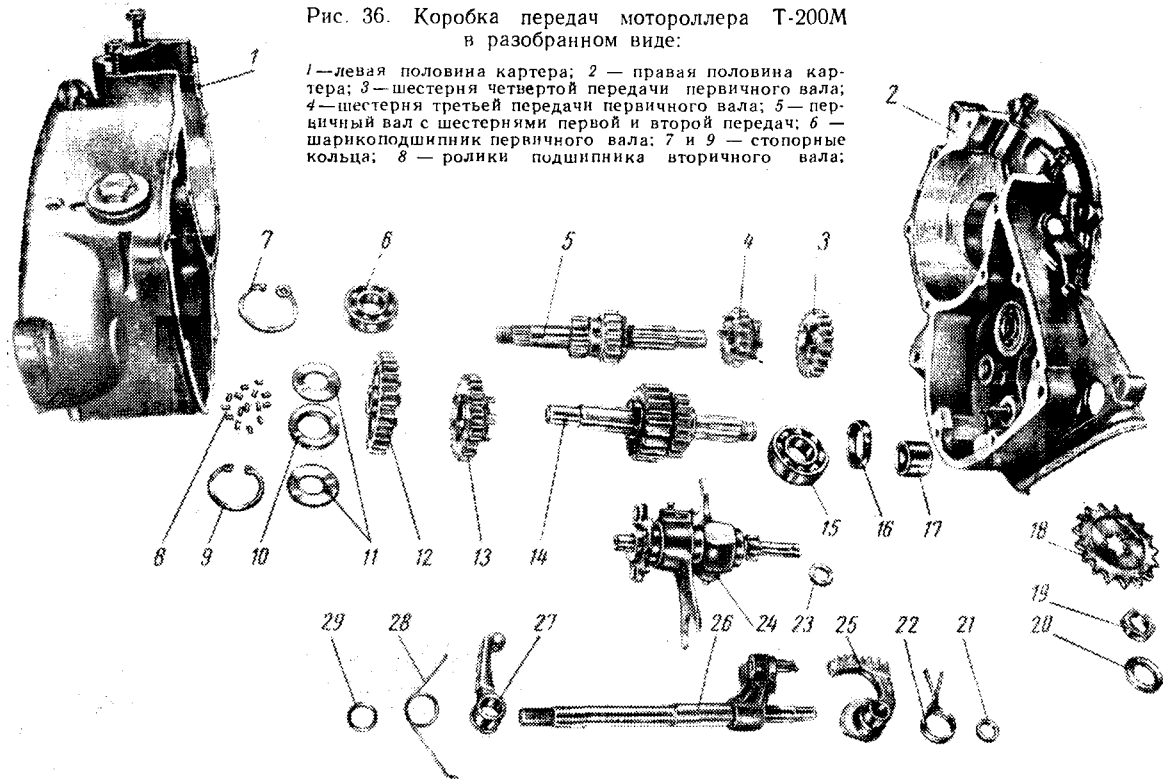 Рис. 36. Коробка передач мотороллера Т-200М
в разобранном виде:
1—левая половина картера; 2 — правая половина кар-
тера; 3—шестерня четвертой передачи первичного вала;
4—шестерня третьей передачи первичного вала; 5— пер-
вичный вал с шестернями первой и второй передач; 6 —
шарикоподшипник первичного вала; 7 и 9 — стопорные
кольца; 8 — ролики подшипника вторичного вала;
1
2
7 6 5 4 3
8 9 10 11 12 13 14 15 16 17 18
19
29 28 27 26 24 23 25 22 21 20